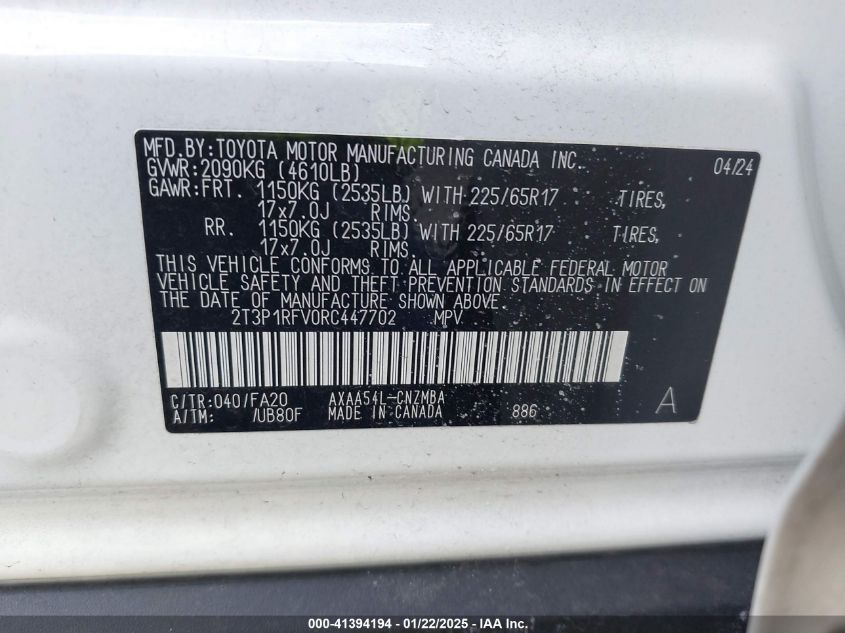 MFD.BY:TOYOTA MOTOR MANUFACTURING CANADA INC. 04/24
GVWR:2090KG (4610LB)
GAWR:FRT. 1150KG (2535LB) WITH 225/65R17 TIRES,
17x7.0J RIMS.
RR. 1150KG (2535LB) WITH 225/65R17 TIRES,
17x7.0J RIMS.
THIS VEHICLE CONFORMS TO ALL APPLICABLE FEDERAL MOTOR
VEHICLE SAFETY AND THEFT PREVENTION STANDARDS IN EFFECT ON
THE DATE OF MANUFACTURE SHOWN ABOVE.
2T3P1RFV0RC447702 MPV
C/TR:040/FA20 AXAA54L-CNZMBA
A/TM: /UB80F MADE IN CANADA 886 A
000-41394194 - 01/22/2025 - IAA Inc.